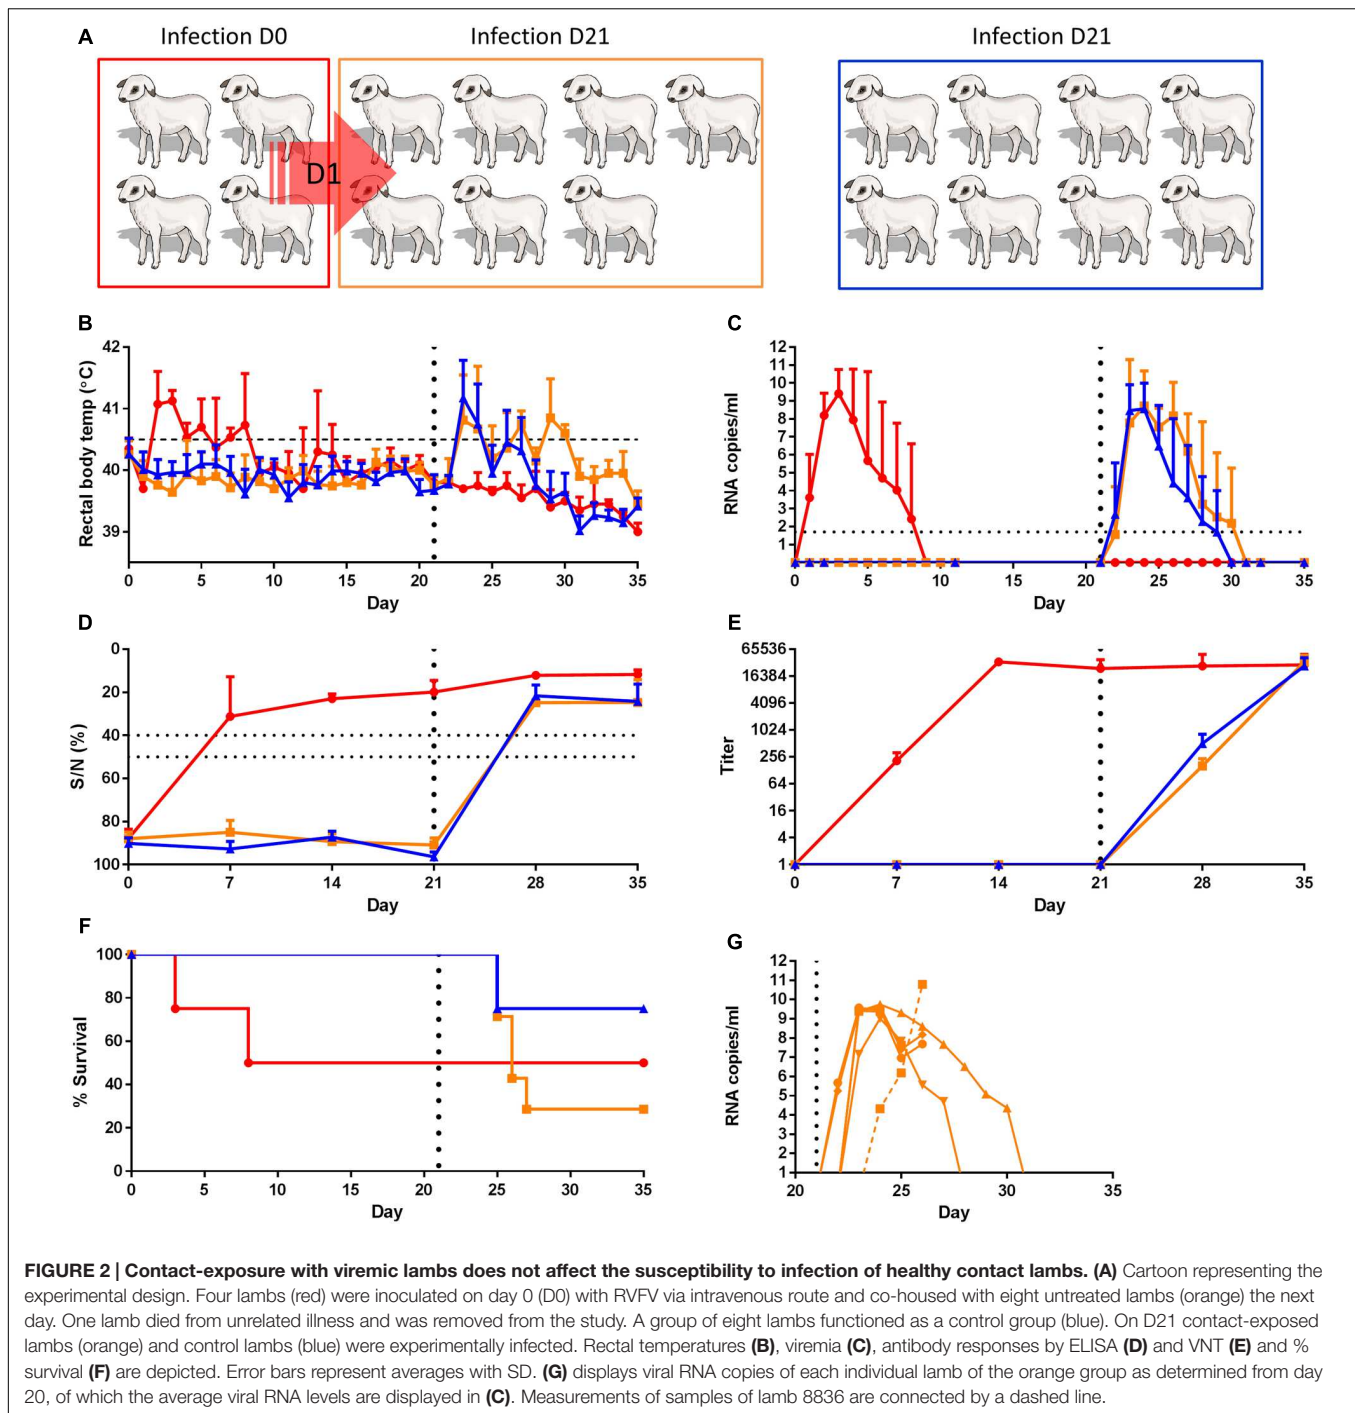 A
Infection D0
Infection D21
Infection D21
D1
B
42
41
40
39
Rectal body temp (°C)
0 5 10 15 20 25 30 35
Day
C
12
11
10
9
8
7
6
5
4
3
2
1
RNA copies/ml
0 5 10 15 20 25 30 35
Day
D
0
20
40
60
80
100
S/N (%)
0 7 14 21 28 35
Day
E
65536
16384
4096
1024
256
64
16
4
1
Titer
0 7 14 21 28 35
Day
F
100
80
60
40
20
0
% Survival
0 5 10 15 20 25 30 35
Day
G
12
11
10
9
8
7
6
5
4
3
2
1
RNA copies/ml
20 25 30 35
Day
FIGURE 2 | Contact-exposure with viremic lambs does not affect the susceptibility to infection of healthy contact lambs. (A) Cartoon representing the
experimental design. Four lambs (red) were inoculated on day 0 (D0) with RVFV via intravenous route and co-housed with eight untreated lambs (orange) the next
day. One lamb died from unrelated illness and was removed from the study. A group of eight lambs functioned as a control group (blue). On D21 contact-exposed
lambs (orange) and control lambs (blue) were experimentally infected. Rectal temperatures (B), viremia (C), antibody responses by ELISA (D) and VNT (E) and %
survival (F) are depicted. Error bars represent averages with SD. (G) displays viral RNA copies of each individual lamb of the orange group as determined from day
20, of which the average viral RNA levels are displayed in (C). Measurements of samples of lamb 8836 are connected by a dashed line.